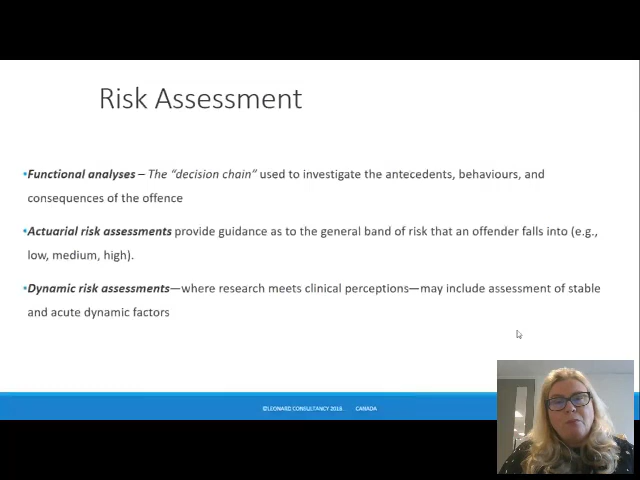 Risk Assessment
•Functional analyses – The “decision chain” used to investigate the antecedents, behaviours, and
consequences of the offence
•Actuarial risk assessments provide guidance as to the general band of risk that an offender falls into (e.g.,
low, medium, high).
•Dynamic risk assessments—where research meets clinical perceptions—may include assessment of stable
and acute dynamic factors
©LEONARD CONSULTANCY 2018. CANADA